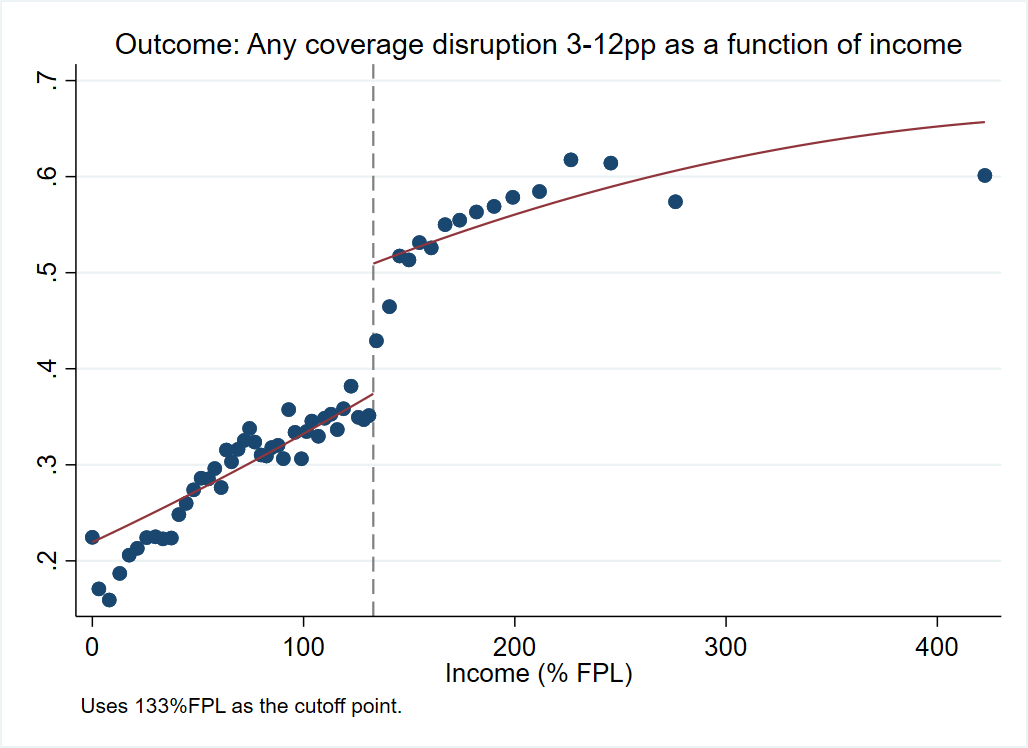 Outcome: Any coverage disruption 3-12pp as a function of income
.7
.6
.5
.4
.3
.2
0 100 200 300 400
Income (% FPL)
Uses 133%FPL as the cutoff point.